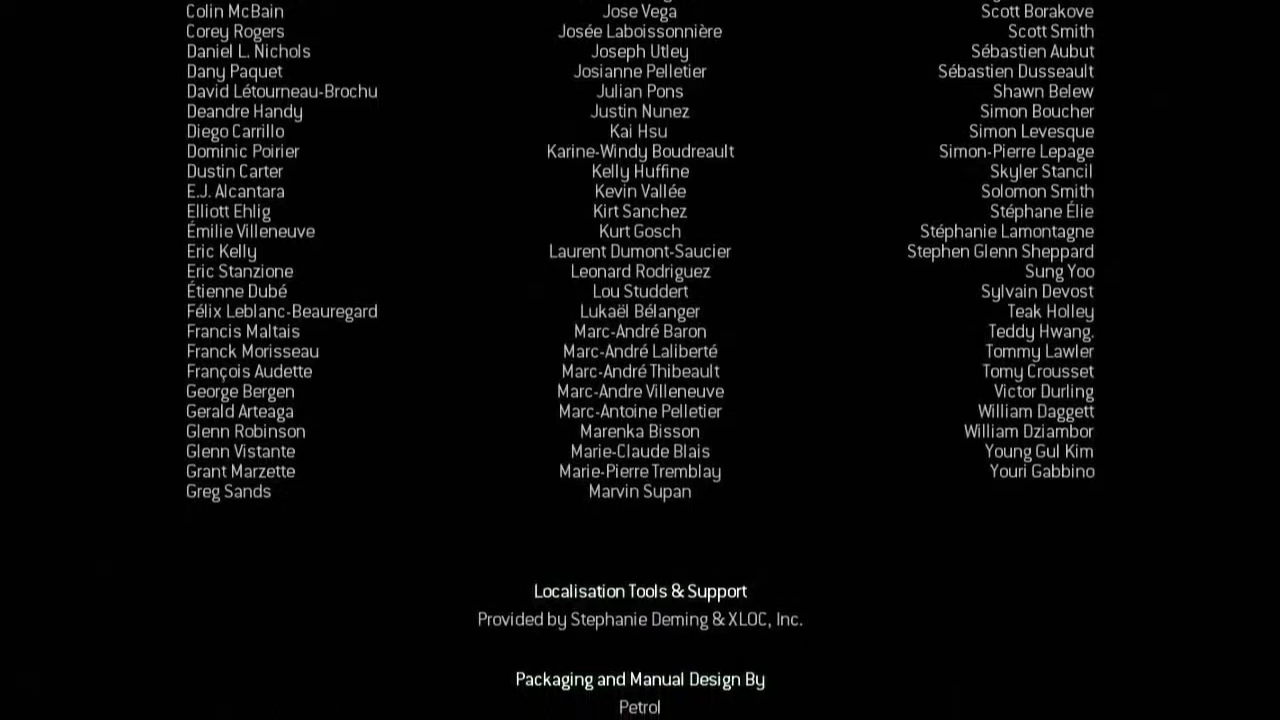 Colin McBain
Corey Rogers
Daniel L. Nichols
Dany Paquet
David Létourneau-Brochu
Deandre Handy
Diego Carrillo
Dominic Poirier
Dustin Carter
E.J. Alcantara
Elliott Ehlig
Émilie Villeneuve
Eric Kelly
Eric Stanzione
Étienne Dubé
Félix Leblanc-Beauregard
Francis Maltais
Franck Morisseau
François Audette
George Bergen
Gerald Arteaga
Glenn Robinson
Glenn Vistante
Grant Marzette
Greg Sands
Jose Vega
Josée Laboissonnière
Joseph Utley
Josianne Pelletier
Julian Pons
Justin Nunez
Kai Hsu
Karine-Windy Boudreault
Kelly Huffine
Kevin Vallée
Kirt Sanchez
Kurt Gosch
Laurent Dumont-Saucier
Leonard Rodriguez
Lou Studdert
Lukaël Bélanger
Marc-André Baron
Marc-André Laliberté
Marc-André Thibeault
Marc-Andre Villeneuve
Marc-Antoine Pelletier
Marenka Bisson
Marie-Claude Blais
Marie-Pierre Tremblay
Marvin Supan
Scott Borakove
Scott Smith
Sébastien Aubut
Sébastien Dusseault
Shawn Belew
Simon Boucher
Simon Levesque
Simon-Pierre Lepage
Skyler Stancil
Solomon Smith
Stéphane Élie
Stéphanie Lamontagne
Stephen Glenn Sheppard
Sung Yoo
Sylvain Devost
Teak Holley
Teddy Hwang.
Tommy Lawler
Tomy Crousset
Victor Durling
William Daggett
William Dziambor
Young Gul Kim
Youri Gabbino
Localisation Tools & Support
Provided by Stephanie Deming & XLOC, Inc.
Packaging and Manual Design By
Petrol